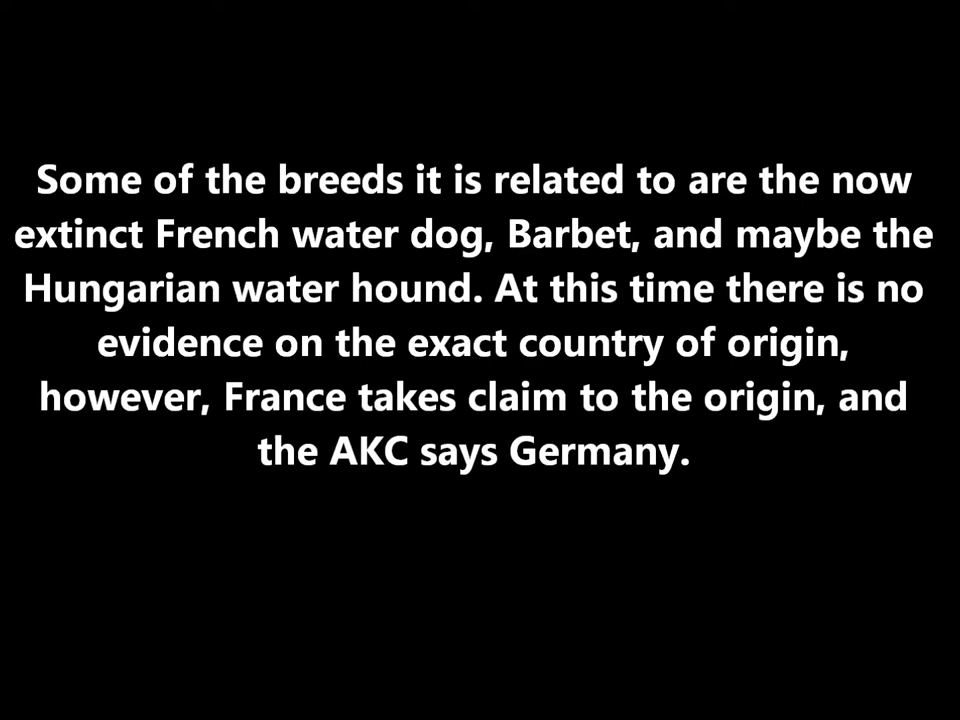 Some of the breeds it is related to are the now
extinct French water dog, Barbet, and maybe the
Hungarian water hound. At this time there is no
evidence on the exact country of origin,
however, France takes claim to the origin, and
the AKC says Germany.